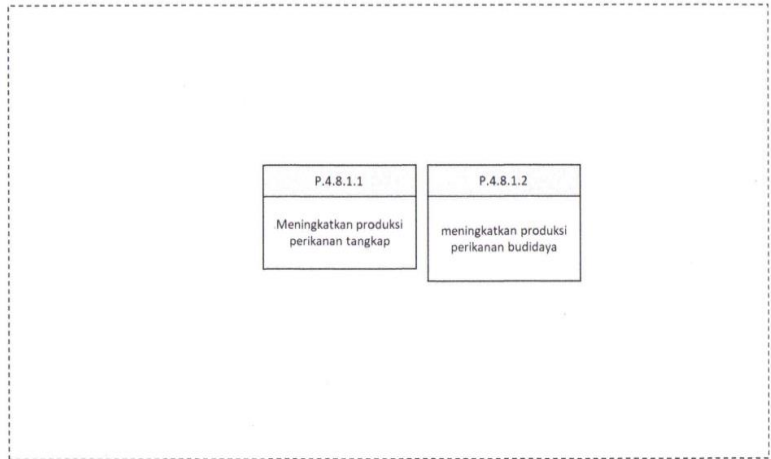 P.4.8.1.1
Meningkatkan produksi
perikanan tangkap
P.4.8.1.2
meningkatkan produksi
perikanan budidaya